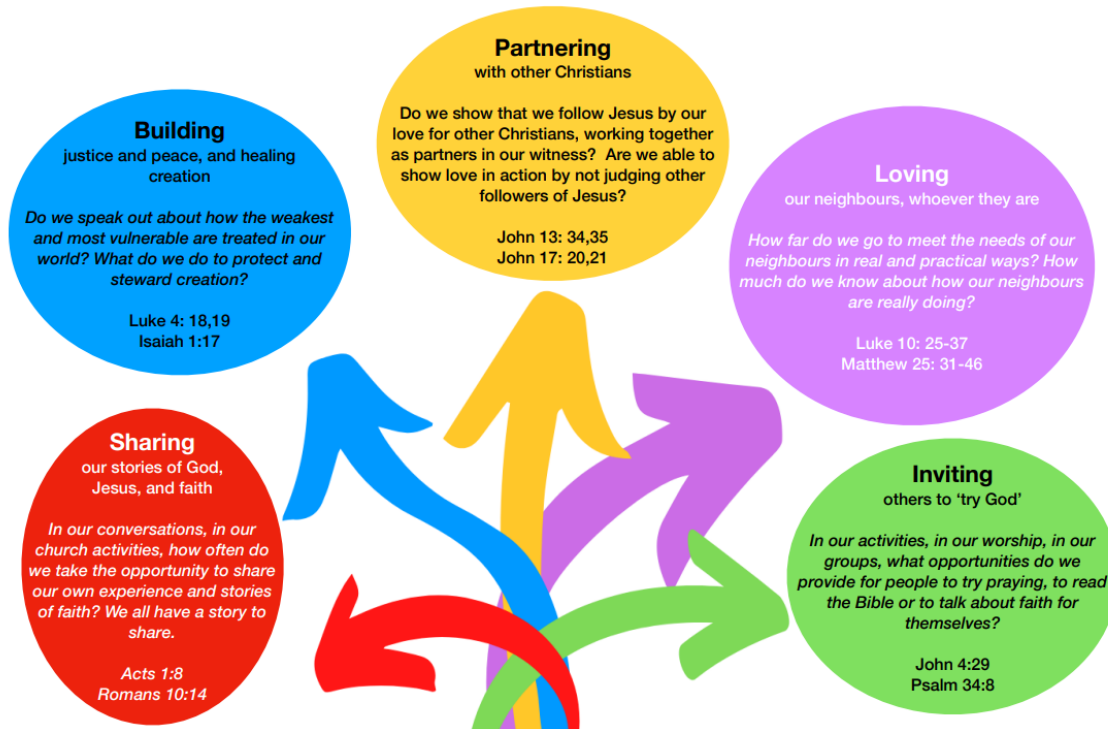 Partnering
with other Christians
Do we show that we follow Jesus by our
love for other Christians, working together
as partners in our witness?  Are we able to
show love in action by not judging other
followers of Jesus?
John 13: 34,35
John 17: 20,21
Building
justice and peace, and healing
creation
Do we speak out about how the weakest
and most vulnerable are treated in our
world? What do we do to protect and
steward creation?
Luke 4: 18,19
Isaiah 1:17
Loving
our neighbours, whoever they are
How far do we go to meet the needs of our
neighbours in real and practical ways? How
much do we know about how our neighbours
are really doing?
Luke 10: 25-37
Matthew 25: 31-46
Sharing
our stories of God,
Jesus, and faith
In our conversations, in our
church activities, how often do
we take the opportunity to share
our own experience and stories
of faith? We all have a story to
share.
Acts 1:8
Romans 10:14
Inviting
others to ‘try God’
In our activities, in our worship, in our
groups, what opportunities do we
provide for people to try praying, to read
the Bible or to talk about faith for
themselves?
John 4:29
Psalm 34:8